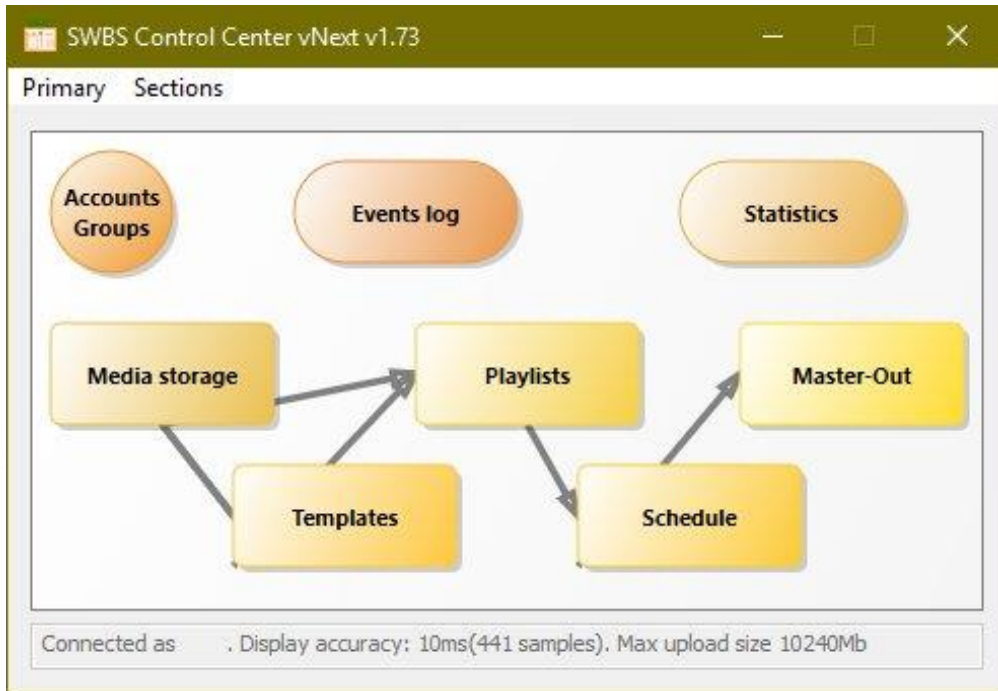 SWBS Control Center vNext v1.73
Primary Sections
Accounts
Groups
Events log
Statistics
Media storage
Playlists
Master-Out
Templates
Schedule
Connected as . Display accuracy: 10ms(441 samples). Max upload size 10240Mb